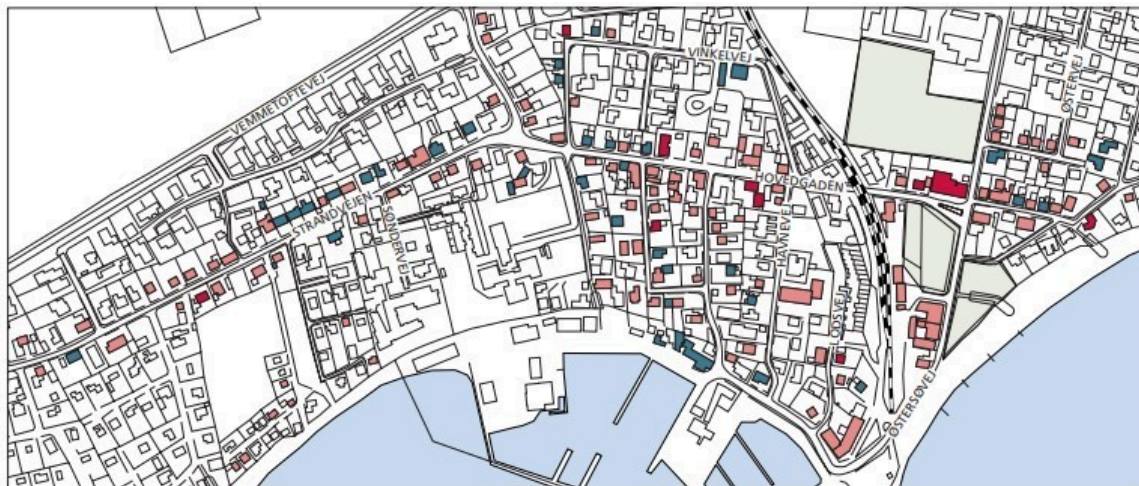 VINKELVEJ
ØSTERVEJ
VEMMETOFTEVEJ
HOVEDGADEN
STRANDVEJEN
SØNDERVEJ
HAVNEVEJ
LODSVEJ
ØSTERSØVEJ